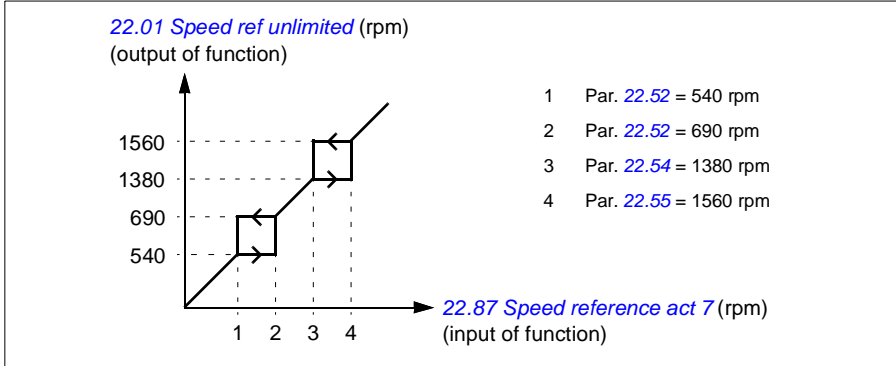 22.01 Speed ref unlimited (rpm)
(output of function)
1560
1380
690
540
1 2 3 4
1 Par. 22.52 = 540 rpm
2 Par. 22.52 = 690 rpm
3 Par. 22.54 = 1380 rpm
4 Par. 22.55 = 1560 rpm
22.87 Speed reference act 7 (rpm)
(input of function)